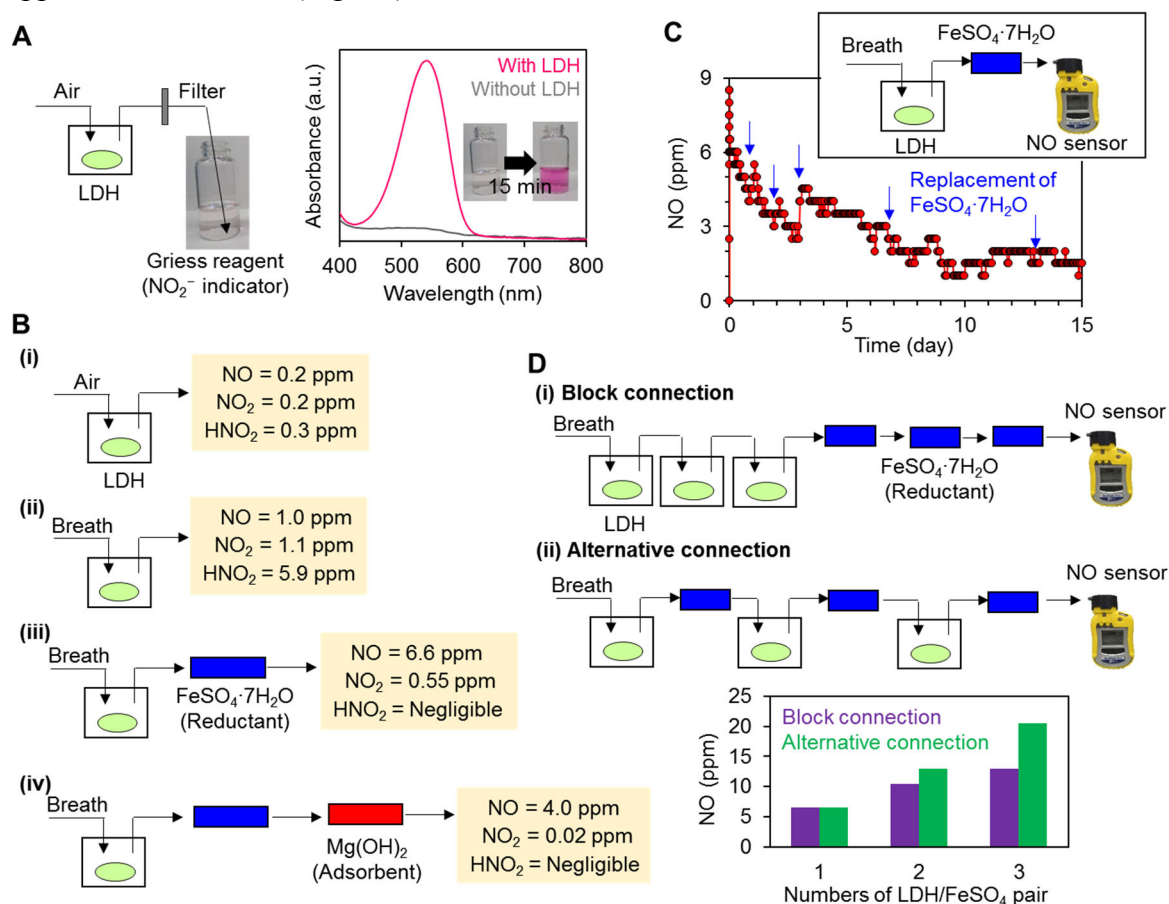 A
Air
Filter
LDH
Griess reagent
(NO₂⁻ indicator)
Absorbance (a.u.)
With LDH
Without LDH
15 min
400 500 600 700 800
Wavelength (nm)
B
(i)
Air
LDH
NO = 0.2 ppm
NO₂ = 0.2 ppm
HNO₂ = 0.3 ppm
(ii)
Breath
NO = 1.0 ppm
NO₂ = 1.1 ppm
HNO₂ = 5.9 ppm
(iii)
Breath
FeSO₄·7H₂O
(Reductant)
NO = 6.6 ppm
NO₂ = 0.55 ppm
HNO₂ = Negligible
(iv)
Breath
Mg(OH)₂
(Adsorbent)
NO = 4.0 ppm
NO₂ = 0.02 ppm
HNO₂ = Negligible
C
FeSO₄·7H₂O
Breath
LDH
NO sensor
Replacement of
FeSO₄·7H₂O
NO (ppm)
9
6
3
0
0 5 10 15
Time (day)
D
(i) Block connection
Breath
NO sensor
LDH
FeSO₄·7H₂O
(Reductant)
(ii) Alternative connection
Breath
NO sensor
NO (ppm)
25
20
15
10
5
0
Block connection
Alternative connection
1 2 3
Numbers of LDH/FeSO₄ pair